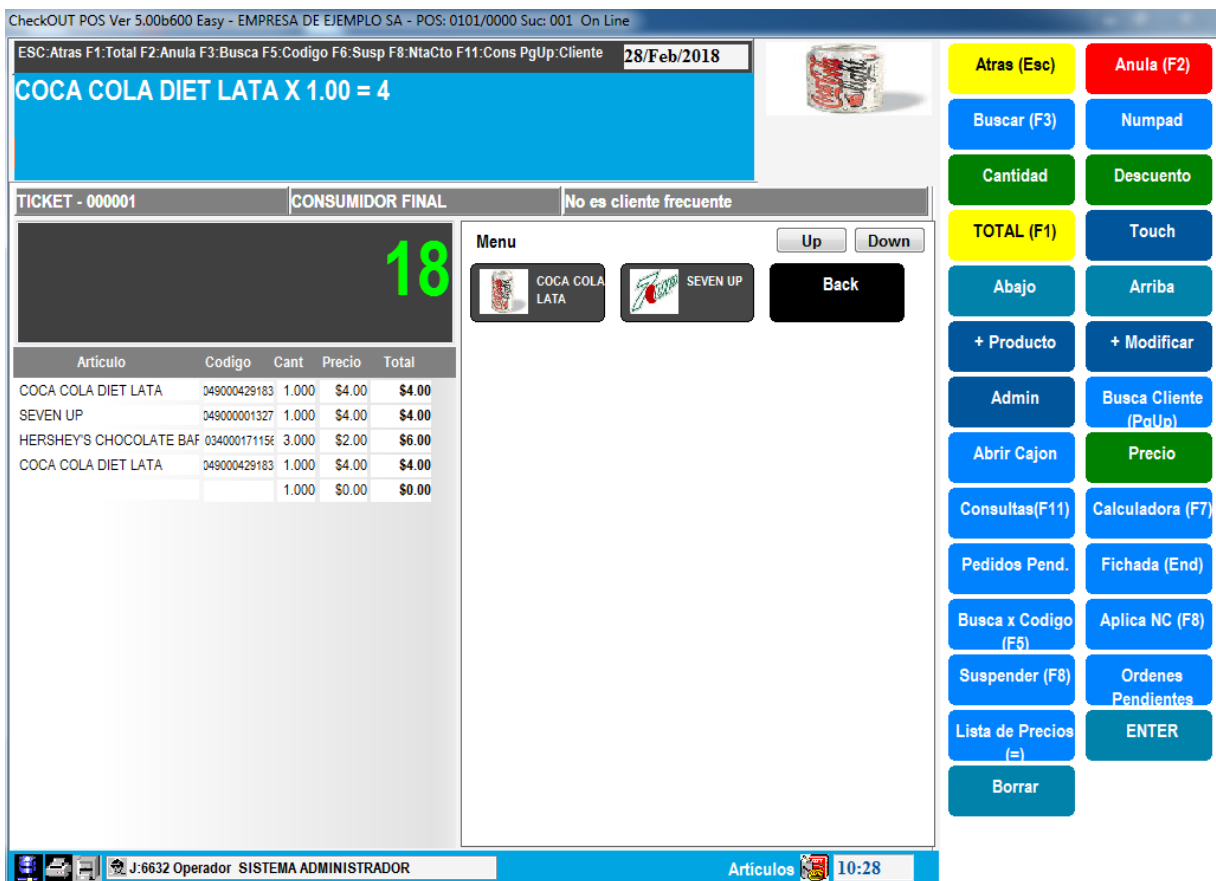 CheckOUT POS Ver 5.00b600 Easy - EMPRESA DE EJEMPLO SA - POS: 0101/0000 Suc: 001 On Line
ESC:Atras F1:Total F2:Anula F3:Busca F5:Codigo F6:Susp F8:NtaCto F11:Cons PgUp:Cliente
28/Feb/2018
COCA COLA DIET LATA X 1.00 = 4
TICKET - 000001 CONSUMIDOR FINAL No es cliente frecuente
18
Articulo Codigo Cant Precio Total
COCA COLA DIET LATA 049000429183 1.000 $4.00 $4.00
SEVEN UP 049000001327 1.000 $4.00 $4.00
HERSHEY'S CHOCOLATE BAR 034000171156 3.000 $2.00 $6.00
COCA COLA DIET LATA 049000429183 1.000 $4.00 $4.00
1.000 $0.00 $0.00
Menu Up Down
COCA COLA
LATA
SEVEN UP
Back
Atras (Esc) Anula (F2)
Buscar (F3) Numpad
Cantidad Descuento
TOTAL (F1) Touch
Abajo Arriba
+ Producto + Modificar
Admin
Busca Cliente
(PgUp)
Abrir Cajon Precio
Consultas(F11) Calculadora (F7)
Pedidos Pend. Fichada (End)
Busca x Codigo
(F5)
Aplica NC (F8)
Suspender (F8)
Ordenes
Pendientes
Lista de Precios
(=)
ENTER
Borrar
J:6632 Operador SISTEMA ADMINISTRADOR
Artículos 10:28